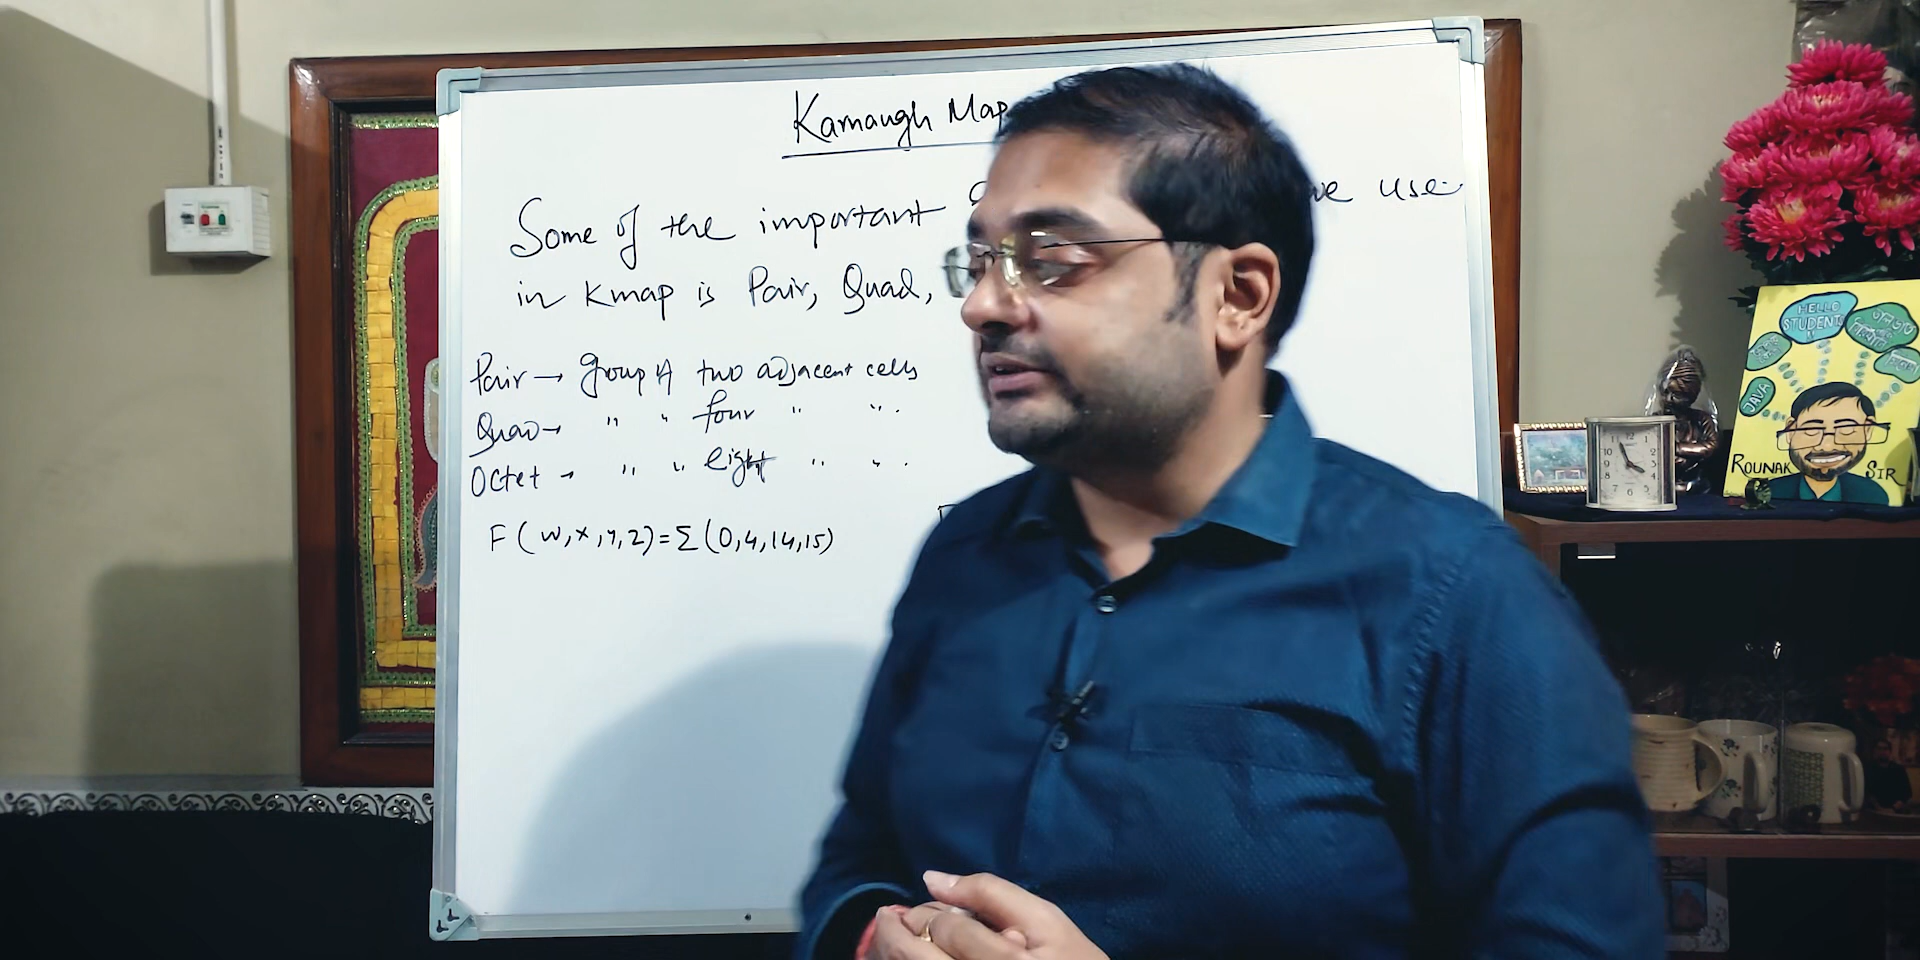 Karnaugh Map
Some of the important we use
in Kmap is Pair, Quad,
Pair → Group of two adjacent cells
Quad → " " four " " .
Octet → " " eight " " .
F ( w, x, y, z ) = Σ (0,4,14,15)
HELLO
STUDENTS
JAVA
ROUNAK SIR